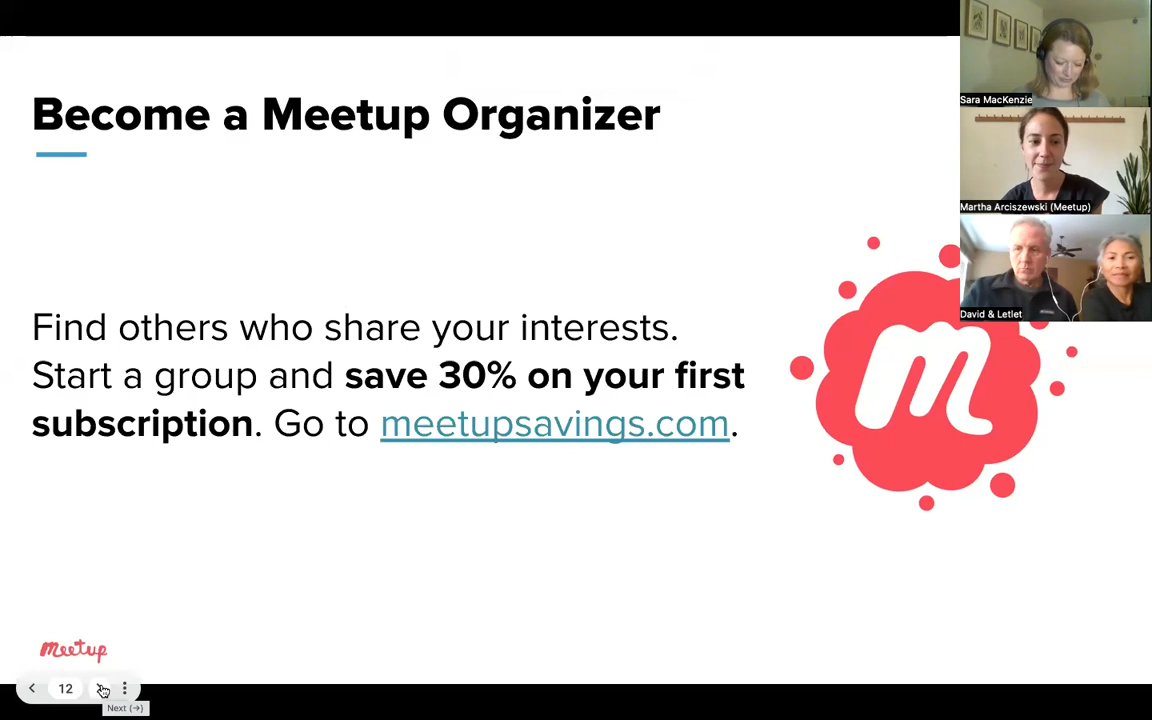 Become a Meetup Organizer
Find others who share your interests.
Start a group and save 30% on your first
subscription. Go to meetupsavings.com.
m
meetup
12
Next (→)
Sara MacKenzie
Martha Arciszewski (Meetup)
David & Letlet